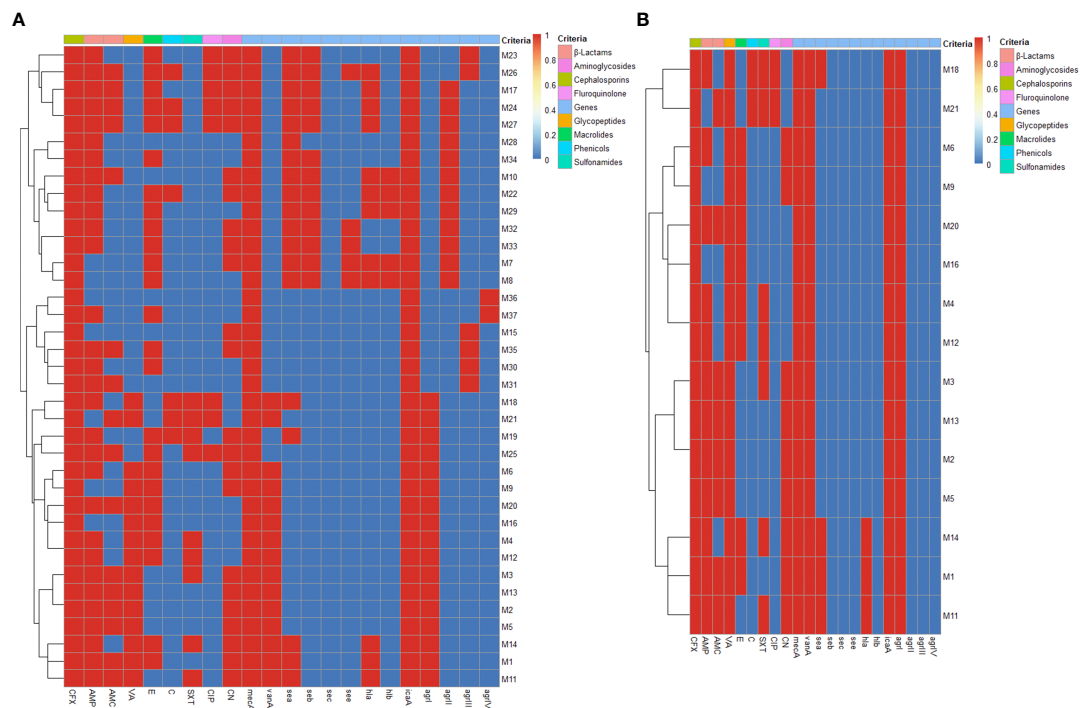 A
Criteria
M23
M26
M17
M24
M27
M28
M34
M10
M22
M29
M32
M33
M7
M8
M36
M37
M15
M35
M30
M31
M18
M21
M19
M25
M6
M9
M20
M16
M4
M12
M3
M13
M2
M5
M14
M1
M11
CFX AMP AMC VA E C SXT CIP CN mecA vanA sea seb sec see hla hlb icaA agrI agrII agrIII agrIV
1
0.8
0.6
0.4
0.2
0
Criteria
β-Lactams
Aminoglycosides
Cephalosporins
Fluroquinolone
Genes
Glycopeptides
Macrolides
Phenicols
Sulfonamides
B
Criteria
M18
M21
M6
M9
M20
M16
M4
M12
M3
M13
M2
M5
M14
M1
M11
CFX AMP AMC VA E C SXT CIP CN mecA vanA sea seb sec see hla hlb icaA agrI agrII agrIII agrIV
1
0.8
0.6
0.4
0.2
0
Criteria
β-Lactams
Aminoglycosides
Cephalosporins
Fluroquinolone
Genes
Glycopeptides
Macrolides
Phenicols
Sulfonamides